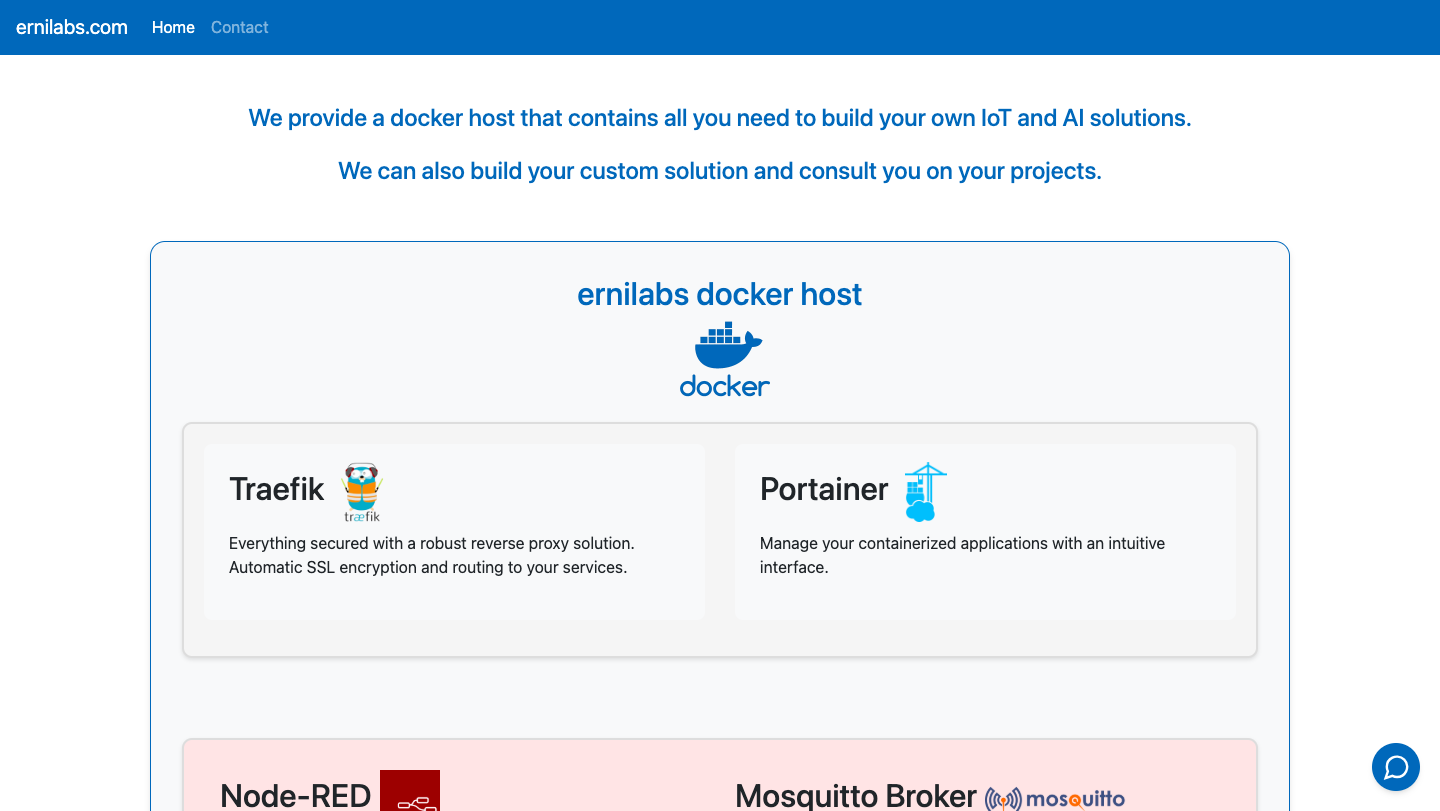 ernilabs.com Home Contact
We provide a docker host that contains all you need to build your own IoT and AI solutions.
We can also build your custom solution and consult you on your projects.
ernilabs docker host
docker
Traefik
træfik
Everything secured with a robust reverse proxy solution.
Automatic SSL encryption and routing to your services.
Portainer
Manage your containerized applications with an intuitive
interface.
Node-RED
Mosquitto Broker
mosquitto